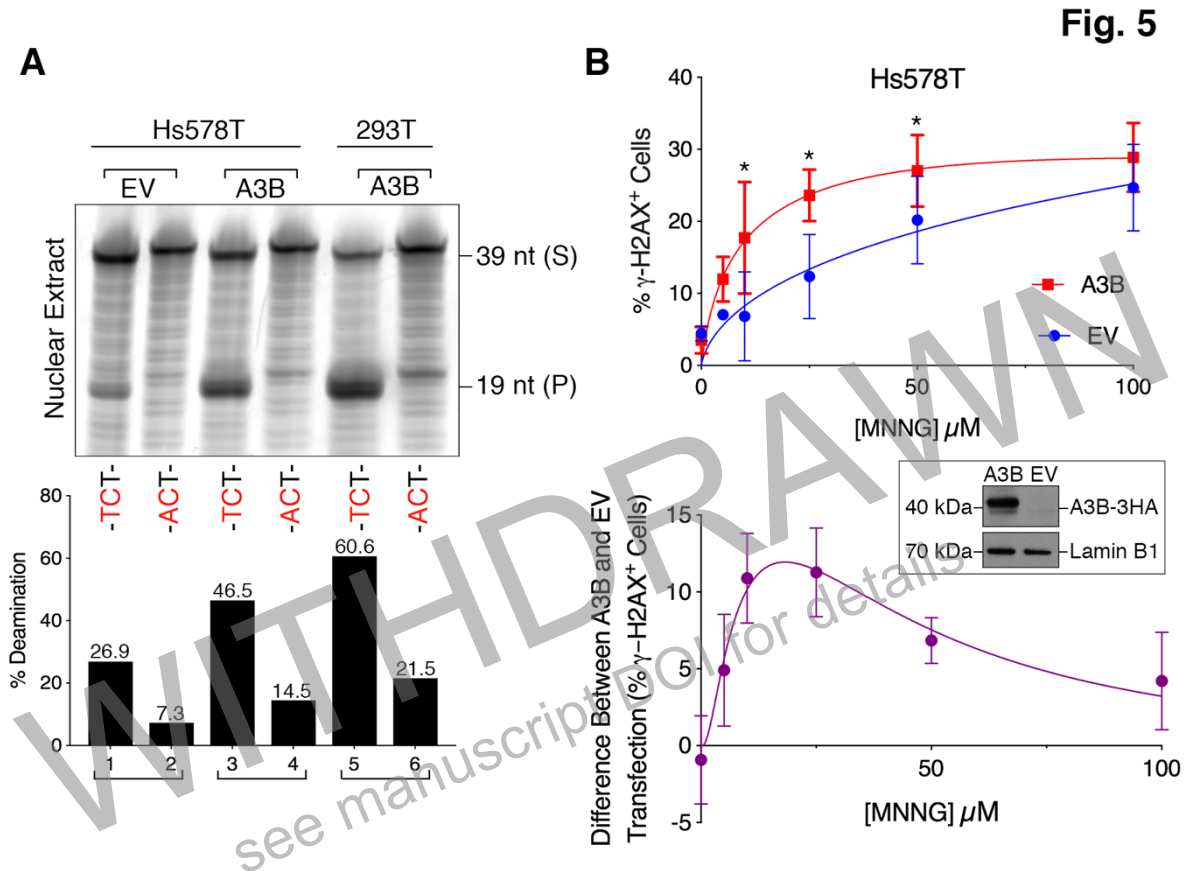 Fig. 5
A
Hs578T 293T
EV A3B A3B
Nuclear Extract
39 nt (S)
19 nt (P)
-TCT- -ACT- -TCT- -ACT- -TCT- -ACT-
% Deamination
80
60
40
20
0
26.9
7.3
46.5
14.5
60.6
21.5
1 2 3 4 5 6
B
Hs578T
% γ-H2AX+ Cells
40
30
20
10
0
* * *
A3B
EV
0 50 100
[MNNG] µM
A3B EV
40 kDa A3B-3HA
70 kDa Lamin B1
Difference Between A3B and EV
Transfection (% γ–H2AX+ Cells)
15
10
5
0
-5
50 100
[MNNG] µM
WITHDRAWN
see manuscript DOI for details